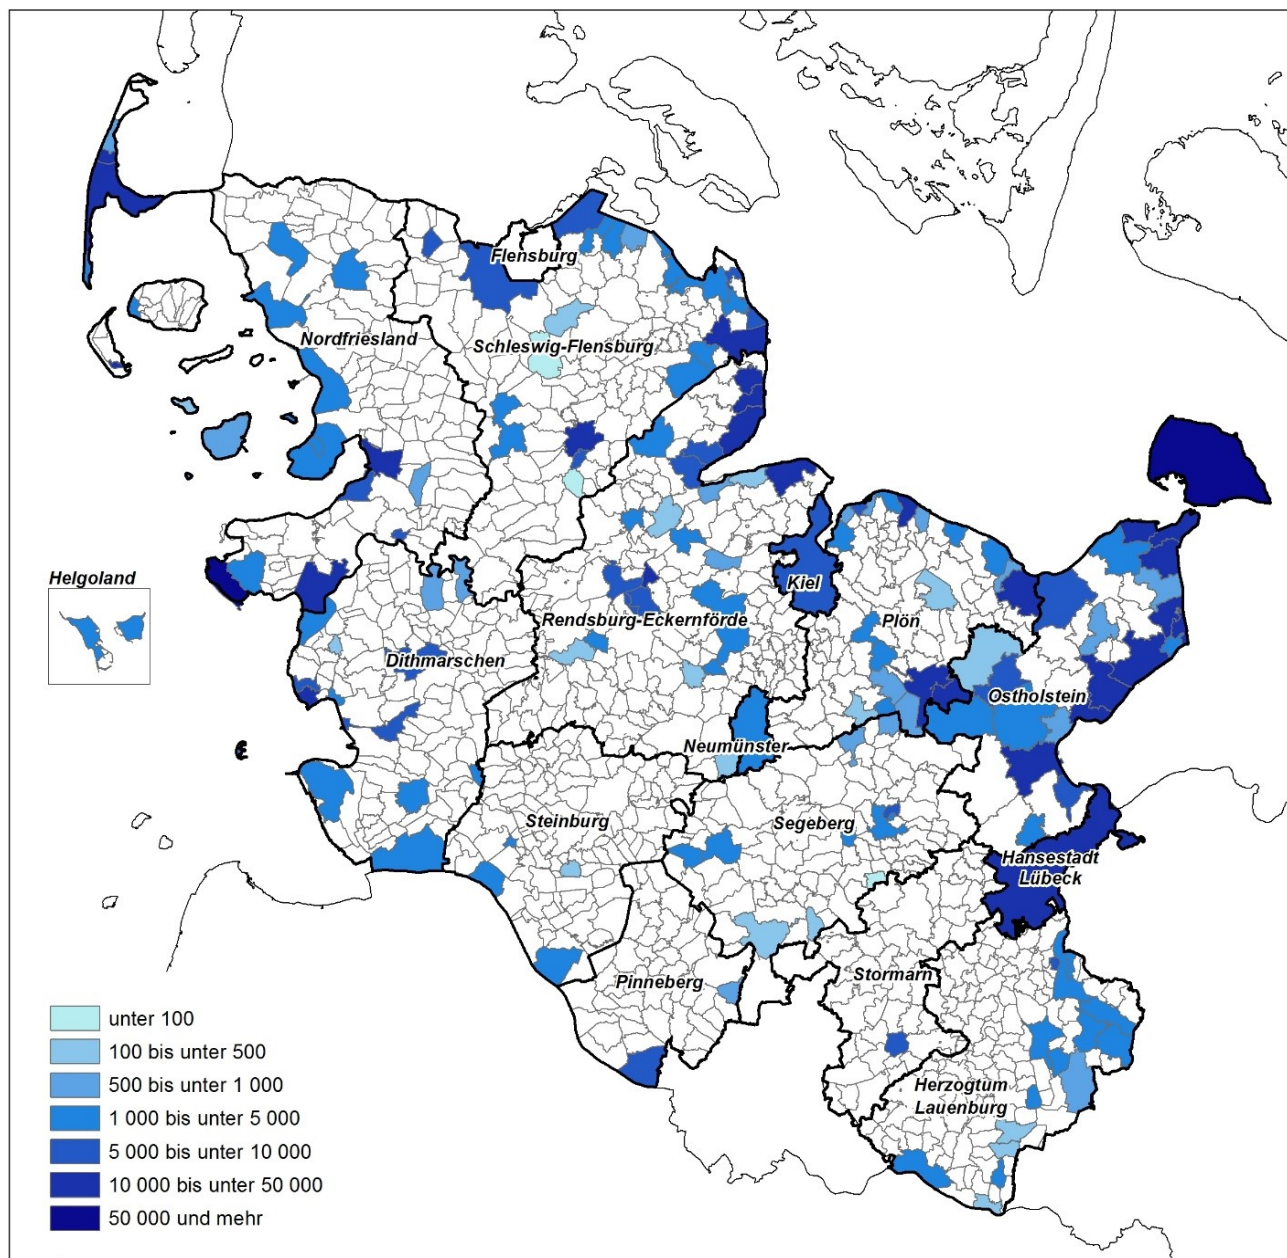 Flensburg
Nordfriesland
Schleswig-Flensburg
Helgoland
Kiel
Rendsburg-Eckernförde
Plön
Dithmarschen
Ostholstein
Neumünster
Steinburg
Segeberg
Hansestadt
Lübeck
Pinneberg
Stormarn
Herzogtum
Lauenburg
unter 100
100 bis unter 500
500 bis unter 1 000
1 000 bis unter 5 000
5 000 bis unter 10 000
10 000 bis unter 50 000
50 000 und mehr